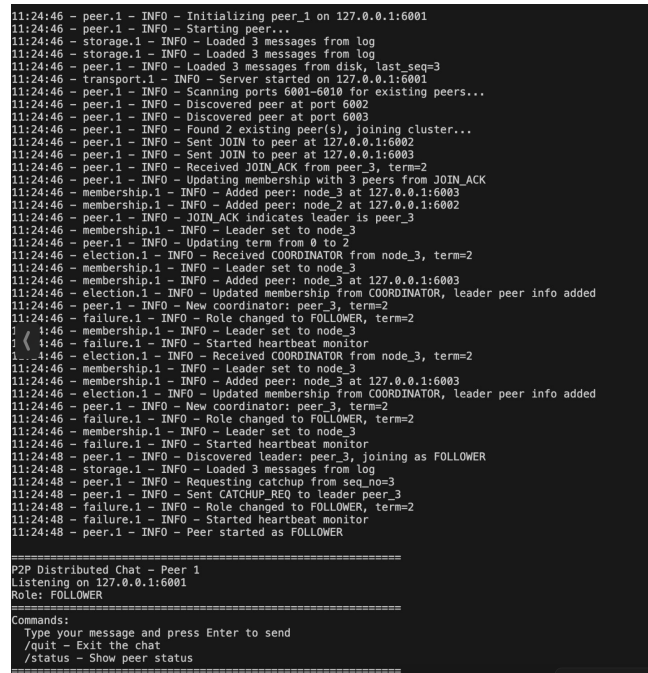 11:24:46 – peer.1 – INFO – Initializing peer_1 on 127.0.0.1:6001
11:24:46 – peer.1 – INFO – Starting peer...
11:24:46 – storage.1 – INFO – Loaded 3 messages from log
11:24:46 – storage.1 – INFO – Loaded 3 messages from log
11:24:46 – peer.1 – INFO – Loaded 3 messages from disk, last_seq=3
11:24:46 – transport.1 – INFO – Server started on 127.0.0.1:6001
11:24:46 – peer.1 – INFO – Scanning ports 6001–6010 for existing peers...
11:24:46 – peer.1 – INFO – Discovered peer at port 6002
11:24:46 – peer.1 – INFO – Discovered peer at port 6003
11:24:46 – peer.1 – INFO – Found 2 existing peer(s), joining cluster...
11:24:46 – peer.1 – INFO – Sent JOIN to peer at 127.0.0.1:6002
11:24:46 – peer.1 – INFO – Sent JOIN to peer at 127.0.0.1:6003
11:24:46 – peer.1 – INFO – Received JOIN_ACK from peer_3, term=2
11:24:46 – peer.1 – INFO – Updating membership with 3 peers from JOIN_ACK
11:24:46 – membership.1 – INFO – Added peer: node_3 at 127.0.0.1:6003
11:24:46 – membership.1 – INFO – Added peer: node_2 at 127.0.0.1:6002
11:24:46 – peer.1 – INFO – JOIN_ACK indicates leader is peer_3
11:24:46 – membership.1 – INFO – Leader set to node_3
11:24:46 – peer.1 – INFO – Updating term from 0 to 2
11:24:46 – election.1 – INFO – Received COORDINATOR from node_3, term=2
11:24:46 – membership.1 – INFO – Leader set to node_3
11:24:46 – membership.1 – INFO – Added peer: node_3 at 127.0.0.1:6003
11:24:46 – election.1 – INFO – Updated membership from COORDINATOR, leader peer info added
11:24:46 – peer.1 – INFO – New coordinator: peer_3, term=2
11:24:46 – failure.1 – INFO – Role changed to FOLLOWER, term=2
4:46 – membership.1 – INFO – Leader set to node_3
4:46 – failure.1 – INFO – Started heartbeat monitor
4:46 – election.1 – INFO – Received COORDINATOR from node_3, term=2
11:24:46 – membership.1 – INFO – Leader set to node_3
11:24:46 – membership.1 – INFO – Added peer: node_3 at 127.0.0.1:6003
11:24:46 – election.1 – INFO – Updated membership from COORDINATOR, leader peer info added
11:24:46 – peer.1 – INFO – New coordinator: peer_3, term=2
11:24:46 – failure.1 – INFO – Role changed to FOLLOWER, term=2
11:24:46 – membership.1 – INFO – Leader set to node_3
11:24:46 – failure.1 – INFO – Started heartbeat monitor
11:24:48 – peer.1 – INFO – Discovered leader: peer_3, joining as FOLLOWER
11:24:48 – storage.1 – INFO – Loaded 3 messages from log
11:24:48 – peer.1 – INFO – Requesting catchup from seq_no=3
11:24:48 – peer.1 – INFO – Sent CATCHUP_REQ to leader peer_3
11:24:48 – failure.1 – INFO – Role changed to FOLLOWER, term=2
11:24:48 – failure.1 – INFO – Started heartbeat monitor
11:24:48 – peer.1 – INFO – Peer started as FOLLOWER
============================================================
P2P Distributed Chat – Peer 1
Listening on 127.0.0.1:6001
Role: FOLLOWER
============================================================
Commands:
Type your message and press Enter to send
/quit – Exit the chat
/status – Show peer status
============================================================